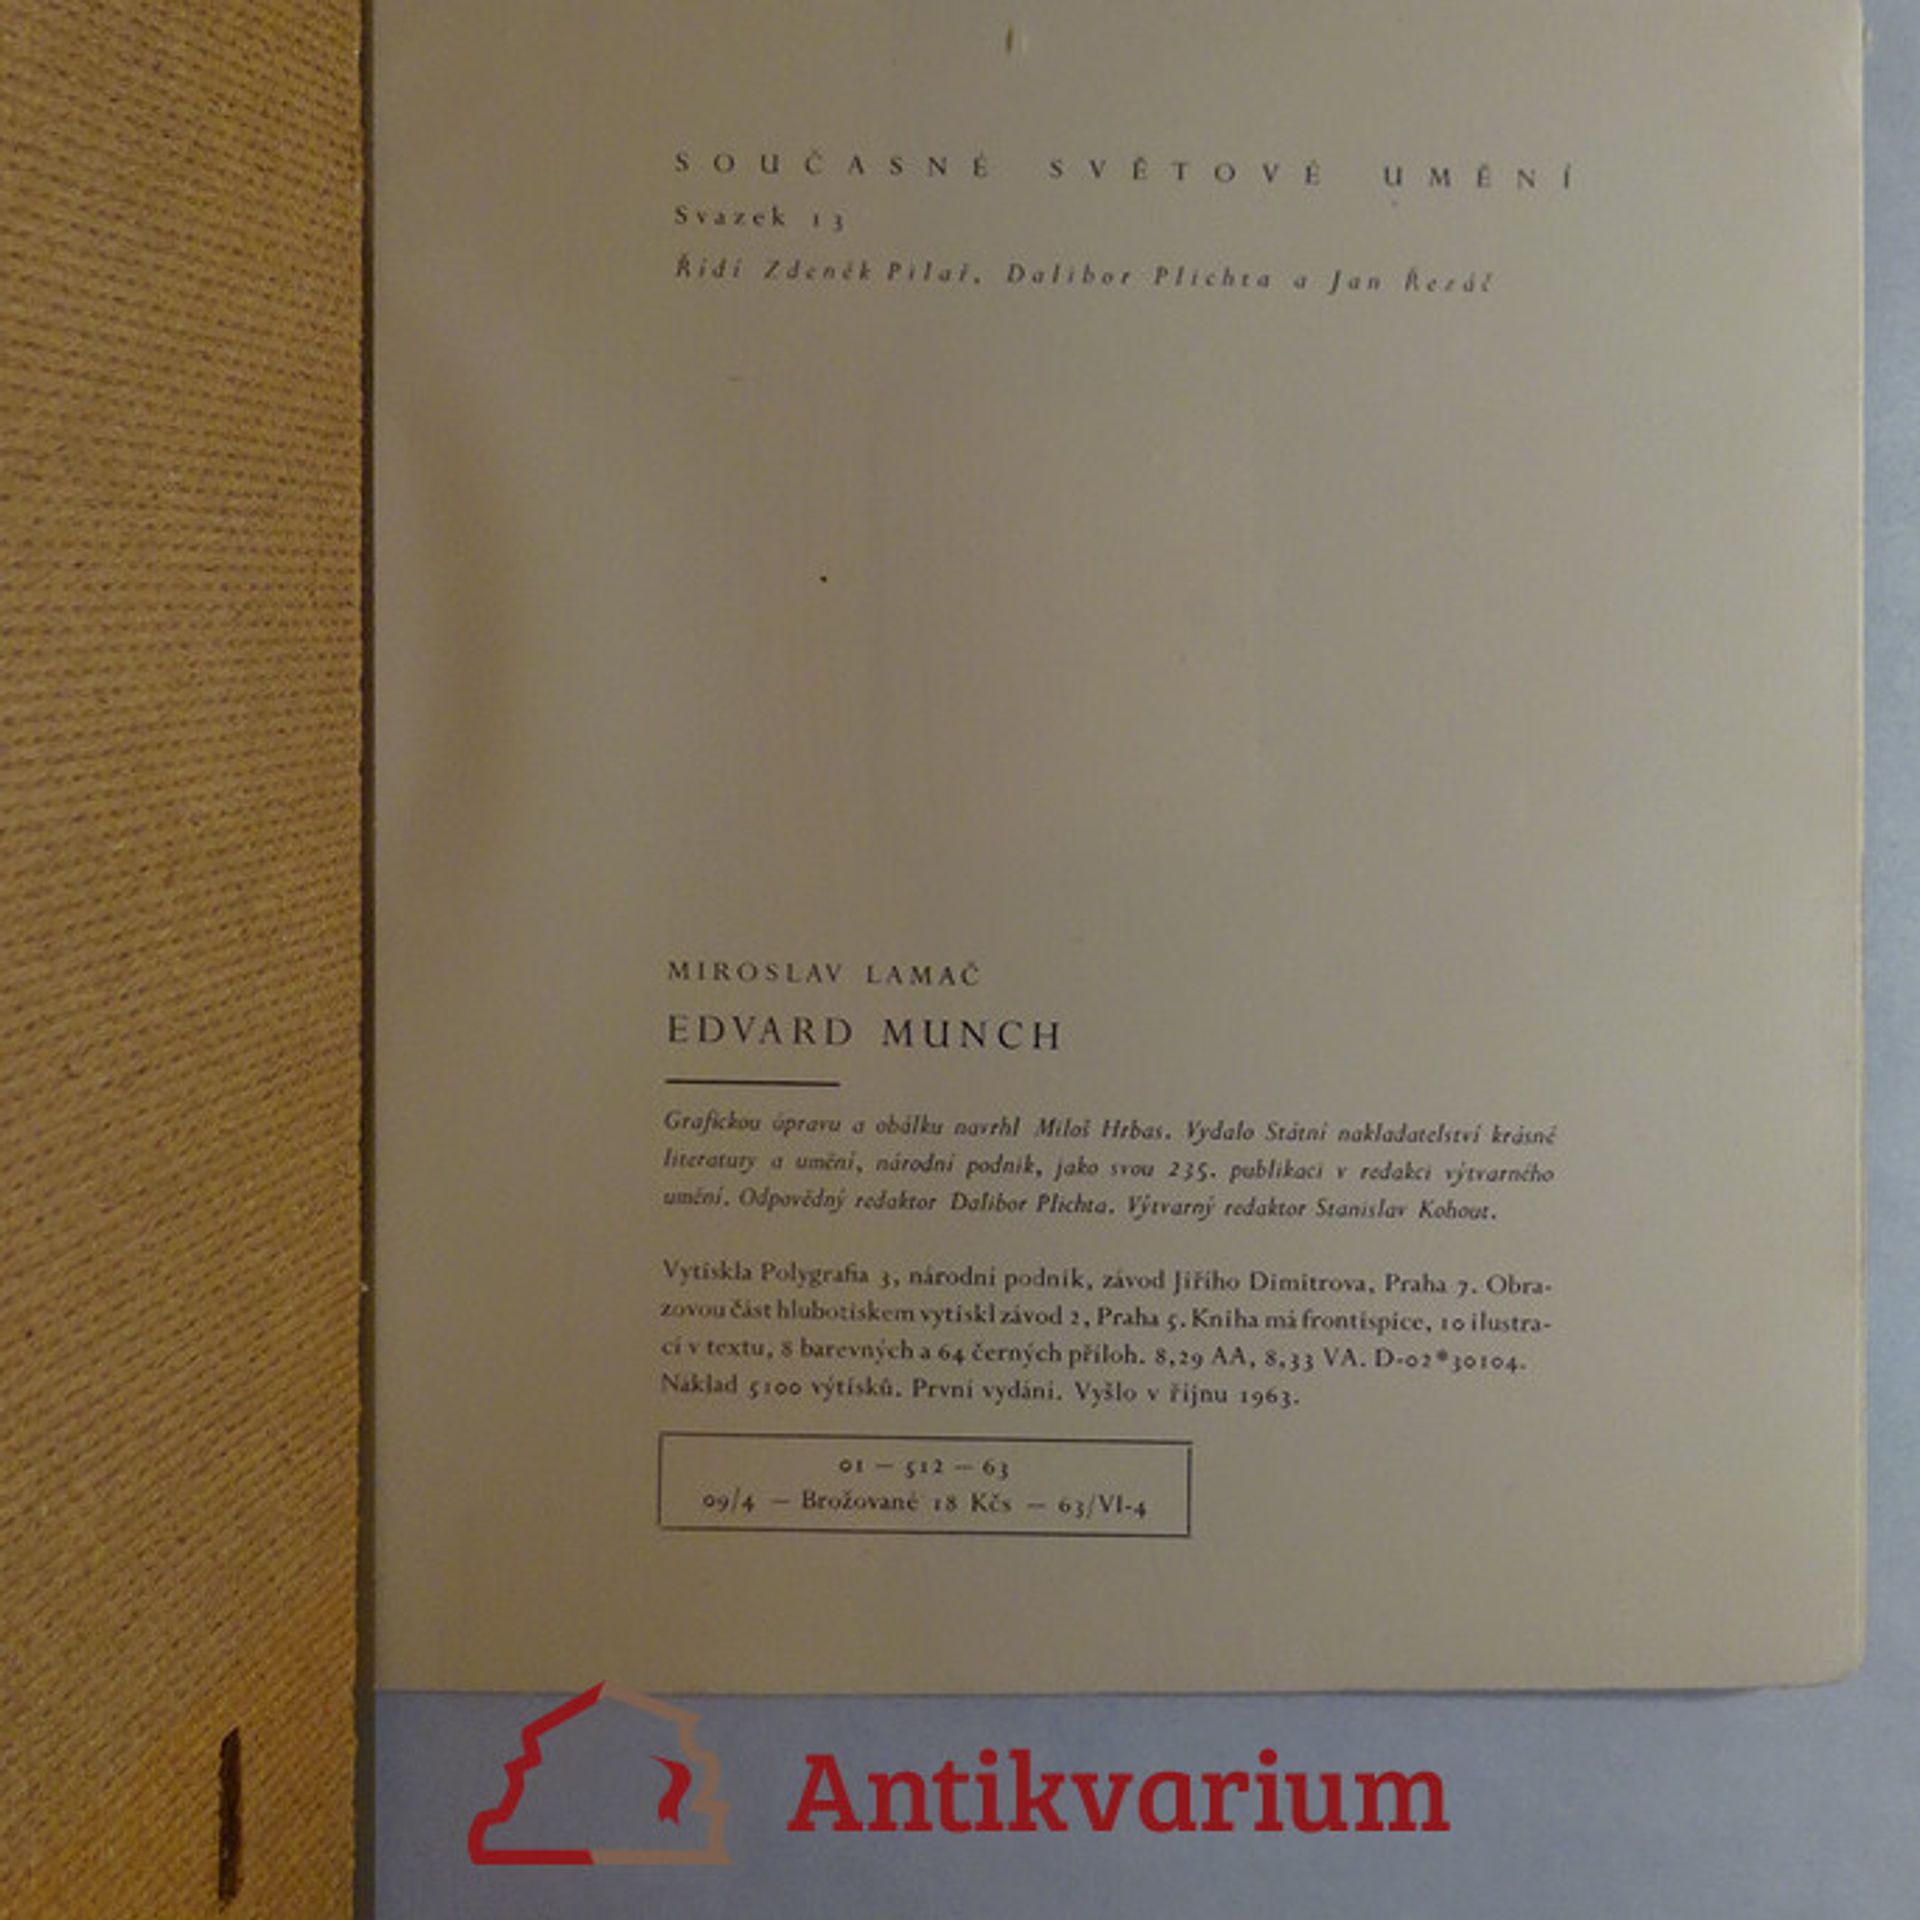 SOUČASNÉ SVĚTOVÉ UMĚNÍ
Svazek 13
Řídí Zdeněk Pilař, Dalibor Plichta a Jan Řezáč
MIROSLAV LAMAČ
EDVARD MUNCH
Grafickou úpravu a obálku navrhl Miloš Hrbas. Vydalo Státní nakladatelství krásné
literatury a umění, národní podnik, jako svou 235. publikaci v redakci výtvarného
umění. Odpovědný redaktor Dalibor Plichta. Výtvarný redaktor Stanislav Kohout.
Vytiskla Polygrafia 3, národní podnik, závod Jiřího Dimitrova, Praha 7. Obra-
zovou část hlubotiskem vytiskl závod 2, Praha 5. Kniha má frontispice, 10 ilustra-
cí v textu, 8 barevných a 64 černých příloh. 8,29 AA, 8,33 VA. D-02*30104.
Náklad 5100 výtisků. První vydání. Vyšlo v říjnu 1963.
01 — 512 — 63
09/4 — Brožované 18 Kčs — 63/VI-4
Antikvarium